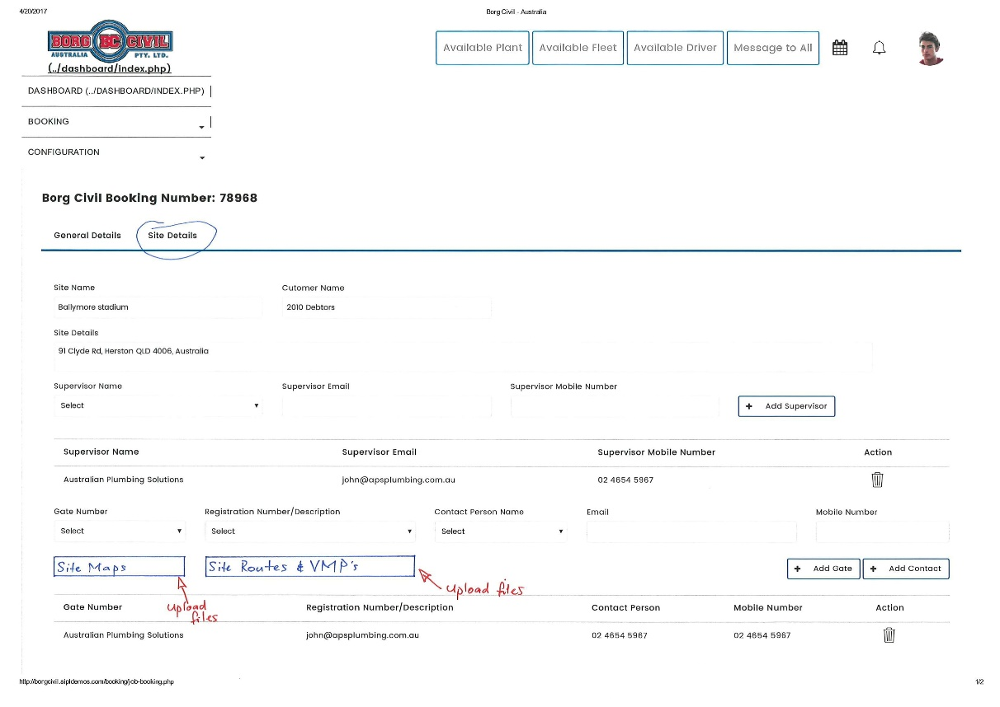 4/20/2017 Borg Civil - Australia
BORG BC CIVIL
AUSTRALIA PTY. LTD.
(../dashboard/index.php)
Available Plant Available Fleet Available Driver Message to All
DASHBOARD (../DASHBOARD/INDEX.PHP)
BOOKING
CONFIGURATION
Borg Civil Booking Number: 78968
General Details Site Details
Site Name Cutomer Name
Ballymore stadium 2010 Debtors
Site Details
91 Clyde Rd, Herston QLD 4006, Australia
Supervisor Name Supervisor Email Supervisor Mobile Number
Select + Add Supervisor
Supervisor Name Supervisor Email Supervisor Mobile Number Action
Australian Plumbing Solutions john@apsplumbing.com.au 02 4654 5967
Gate Number Registration Number/Description Contact Person Name Email Mobile Number
Select Select Select
Site Maps Site Routes & VMP's + Add Gate + Add Contact
upload files
Gate Number Registration Number/Description Contact Person Mobile Number Action
upload
files
Australian Plumbing Solutions john@apsplumbing.com.au 02 4654 5967 02 4654 5967
http://borgcivil.sipldemos.com/booking/job-booking.php 1/2